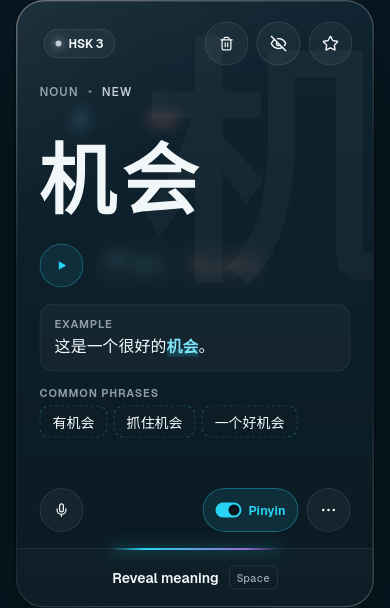 HSK 3
NOUN • NEW
机会
EXAMPLE
这是一个很好的机会。
COMMON PHRASES
有机会 抓住机会 一个好机会
Pinyin
Reveal meaning Space